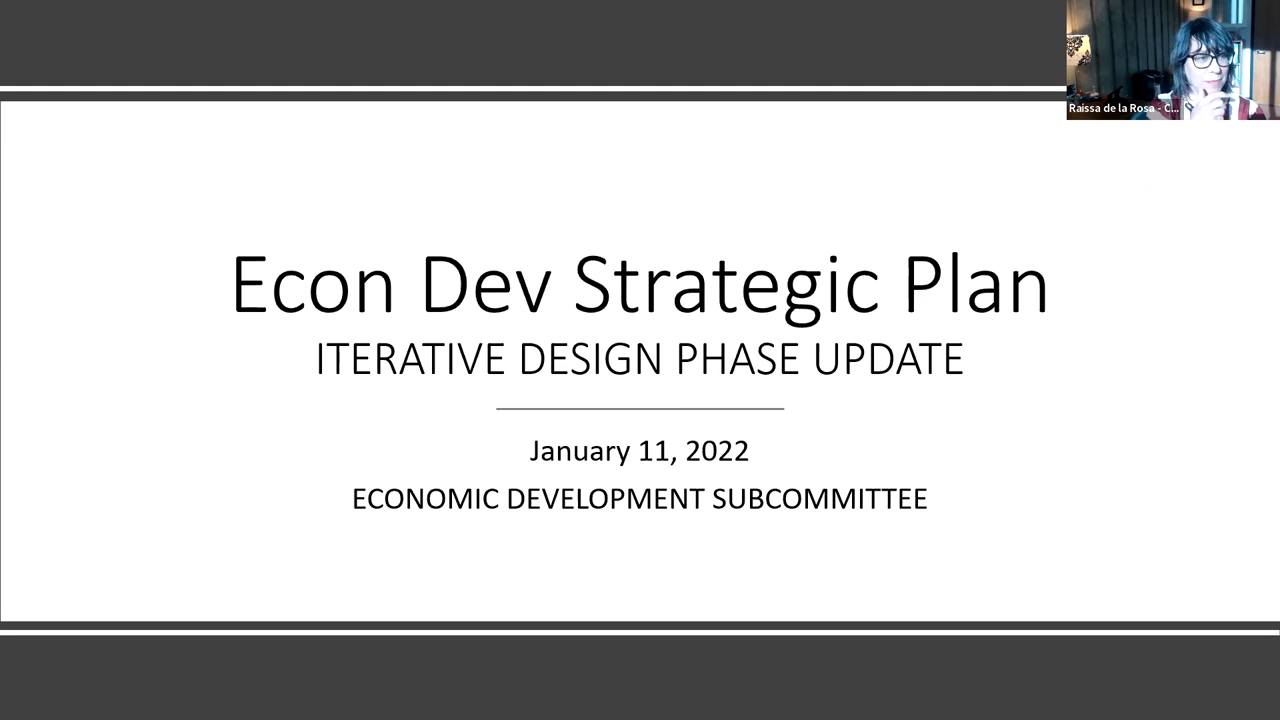 Raissa de la Rosa - C...
Econ Dev Strategic Plan
ITERATIVE DESIGN PHASE UPDATE
January 11, 2022
ECONOMIC DEVELOPMENT SUBCOMMITTEE